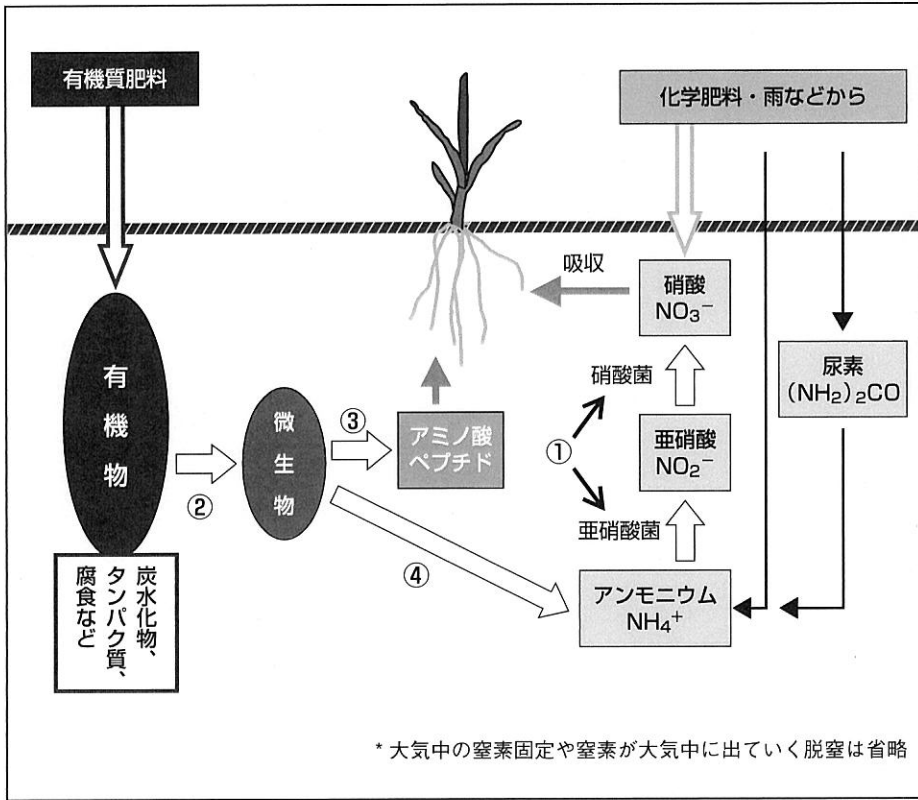 有機質肥料
化学肥料・雨などから
吸収
硝酸
NO₃⁻
有機物
微生物
③
アミノ酸
ペプチド
①
硝酸菌
亜硝酸
NO₂⁻
尿素
(NH₂)₂CO
②
亜硝酸菌
④
アンモニウム
NH₄⁺
炭水化物、
タンパク質、
腐食など
* 大気中の窒素固定や窒素が大気中に出ていく脱窒は省略